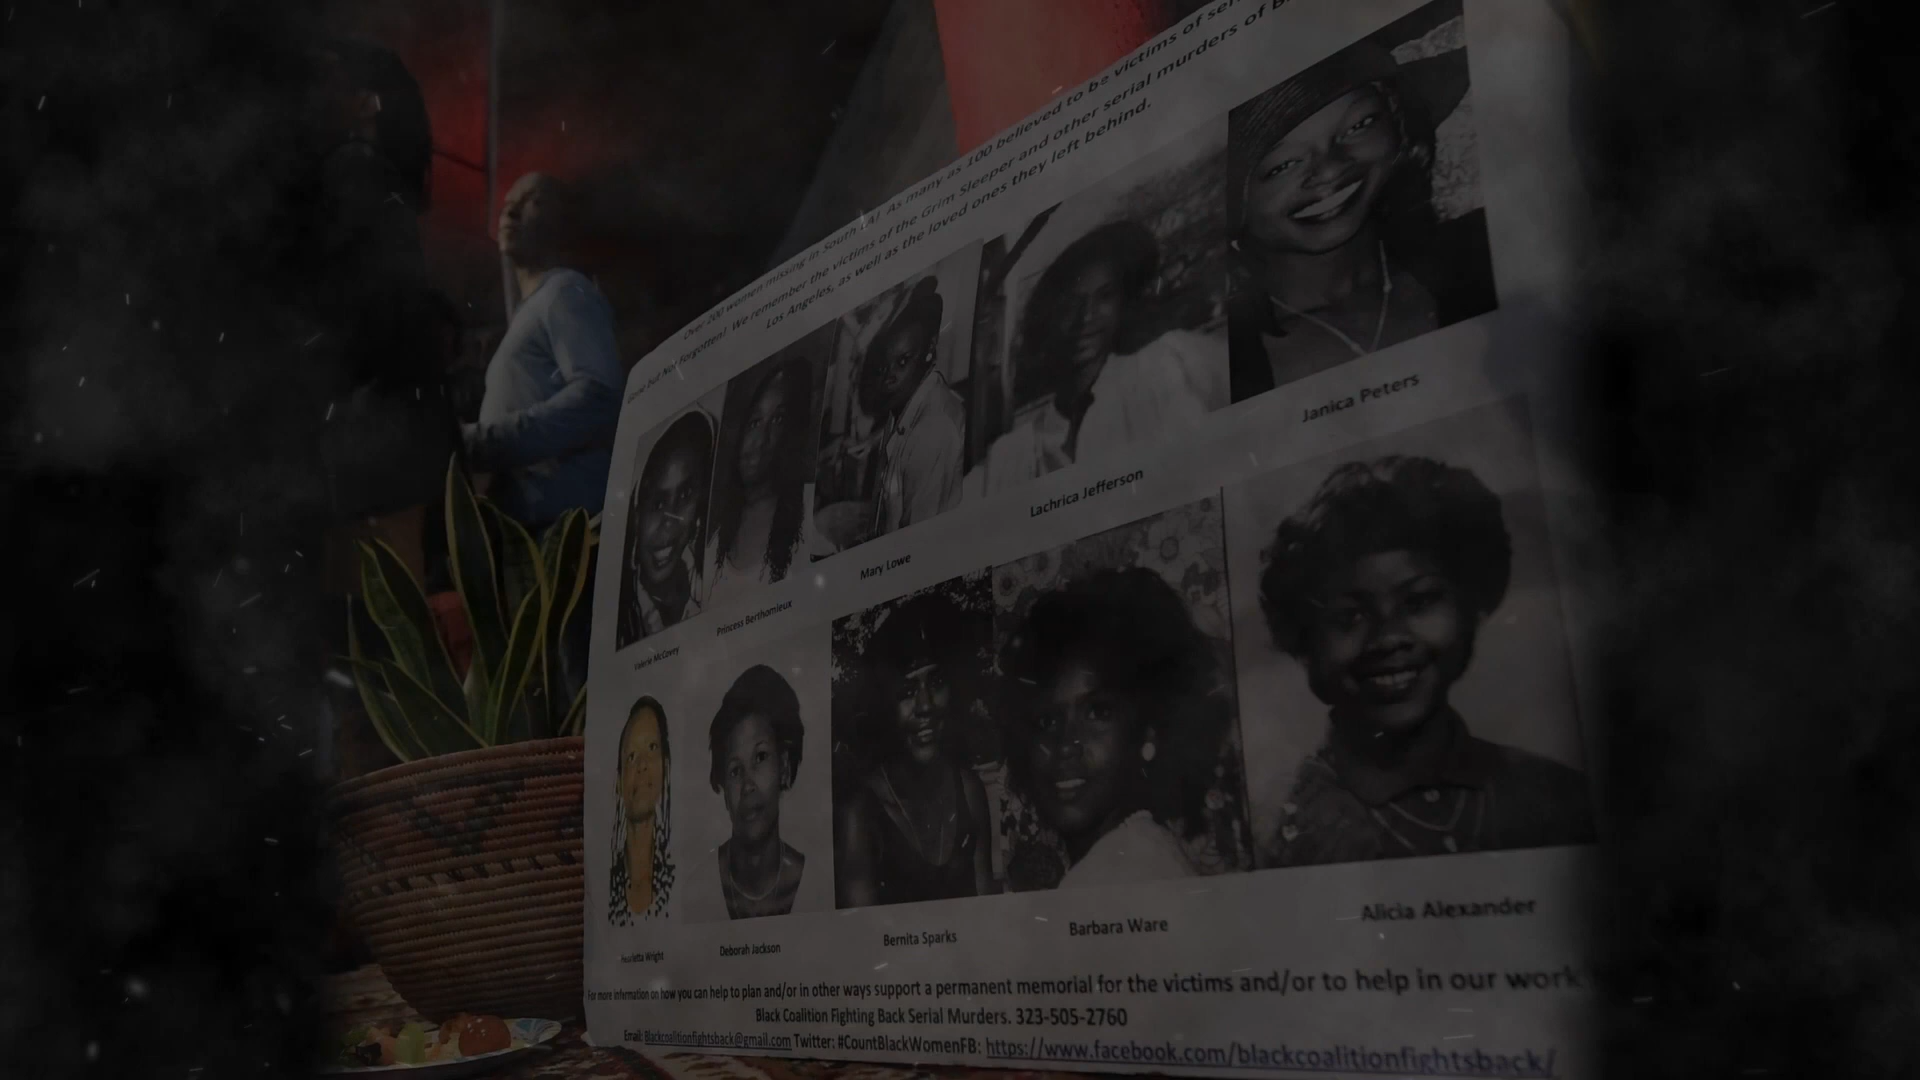 Over 200 women missing in South LA! As many as 100 believed to be victims of
Gone but Not Forgotten! We remember the victims of the Grim Sleeper and other serial murders of
Los Angeles, as well as the loved ones they left behind.
Janica Peters
Lachrica Jefferson
Mary Lowe
Princess Berthomieux
Valerie McCorvey
Henrietta Wright
Deborah Jackson
Bernita Sparks
Barbara Ware
Alicia Alexander
For more information on how you can help to plan and/or in other ways support a permanent memorial for the victims and/or to help in our work
Black Coalition Fighting Back Serial Murders. 323-505-2760
Email: Blackcoalitionfightsback@gmail.com Twitter: #CountBlackWomenFB: https://www.facebook.com/blackcoalitionfightsback/